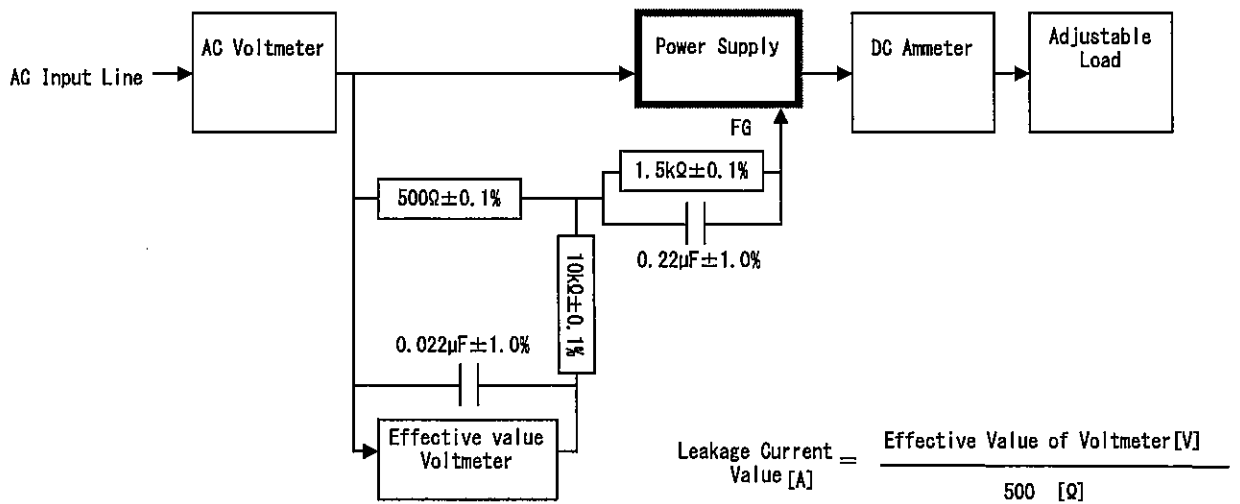 AC Voltmeter
Power Supply
DC Ammeter
Adjustable
Load
AC Input Line
FG
1.5kΩ±0.1%
500Ω±0.1%
0.22μF±1.0%
10kΩ±0.1%
0.022μF±1.0%
Effective value
Voltmeter
Leakage Current
Value[A]
=
Effective Value of Voltmeter[V]
500 [Ω]